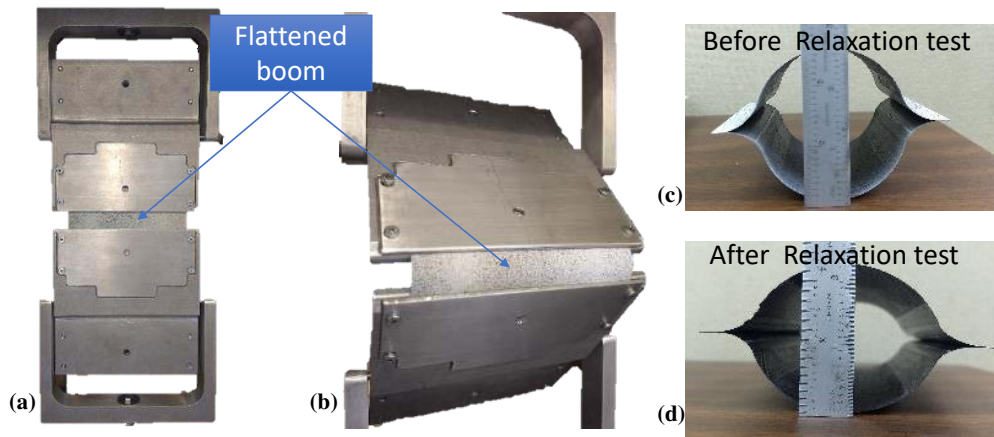 Flattened
boom
Before Relaxation test
(c)
After Relaxation test
(a)
(b)
(d)